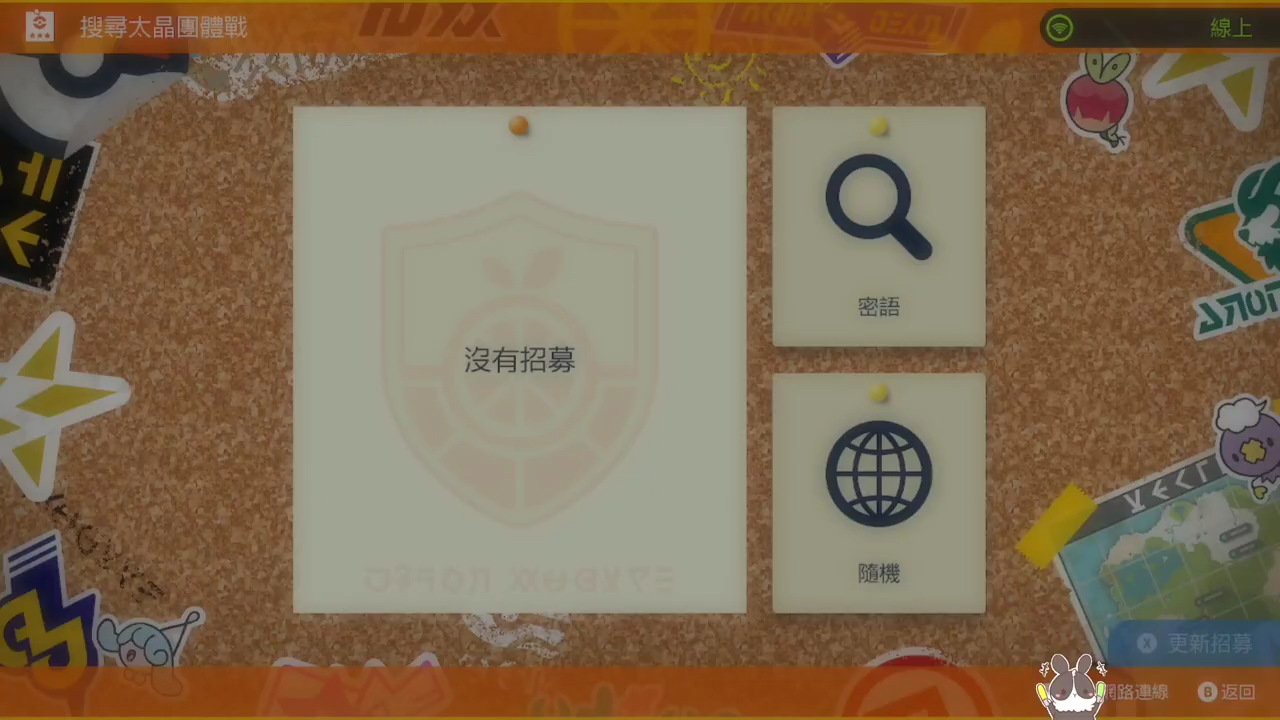 搜尋太晶團體戰
線上
沒有招募
密語
隨機
X 更新招募
網路連線
B 返回